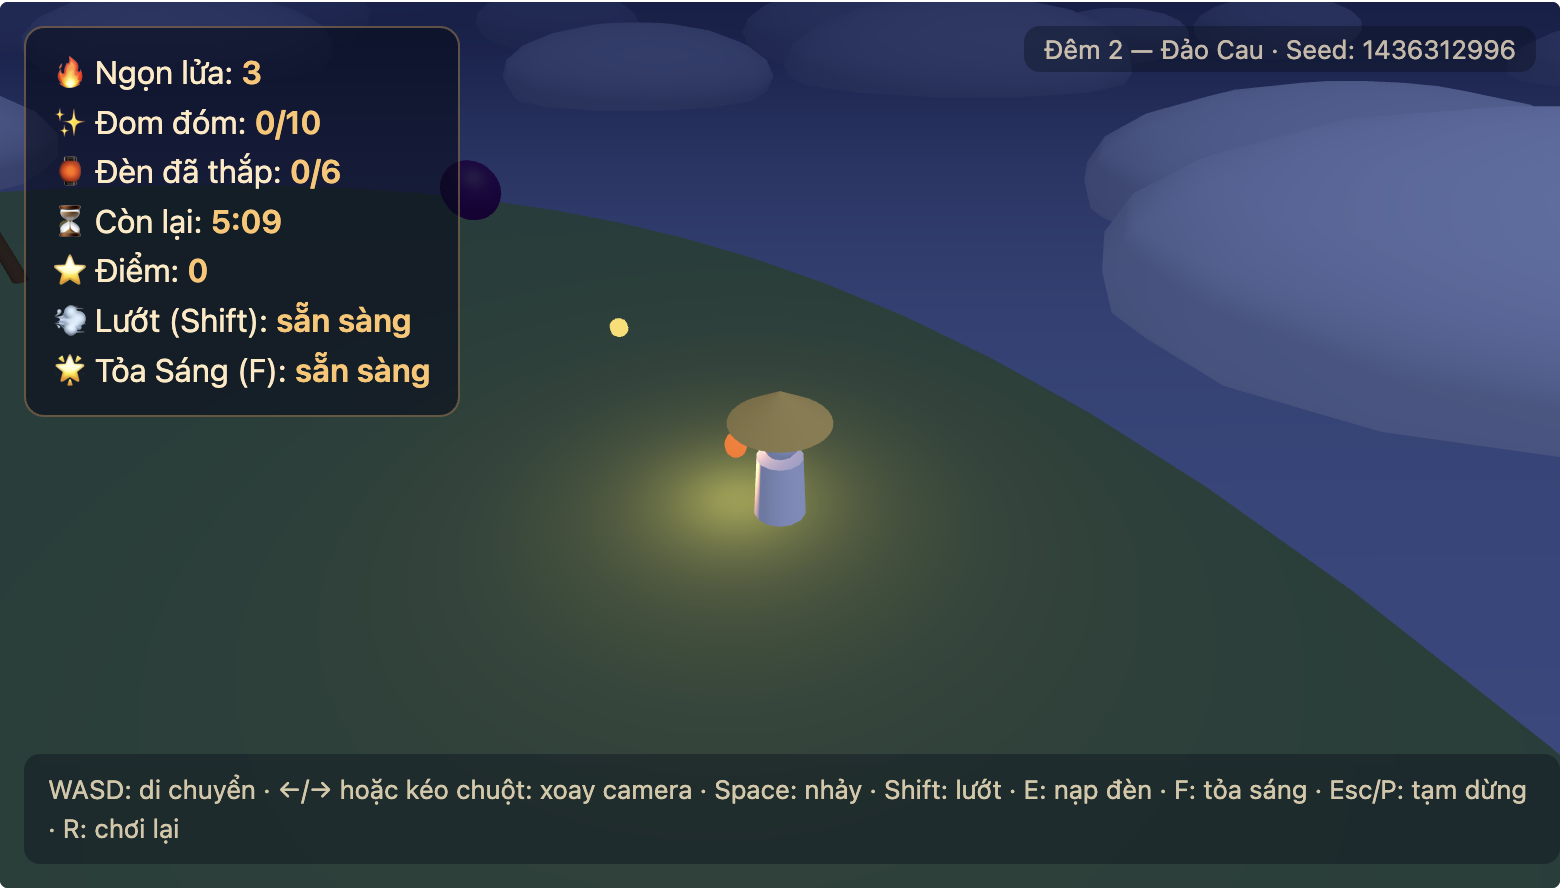 🔥 Ngọn lửa: 3
✨ Đom đóm: 0/10
🏮 Đèn đã thắp: 0/6
⏳ Còn lại: 5:09
⭐ Điểm: 0
💨 Lướt (Shift): sẵn sàng
🌟 Tỏa Sáng (F): sẵn sàng
Đêm 2 — Đảo Cau · Seed: 1436312996
WASD: di chuyển · ←/→ hoặc kéo chuột: xoay camera · Space: nhảy · Shift: lướt · E: nạp đèn · F: tỏa sáng · Esc/P: tạm dừng
· R: chơi lại